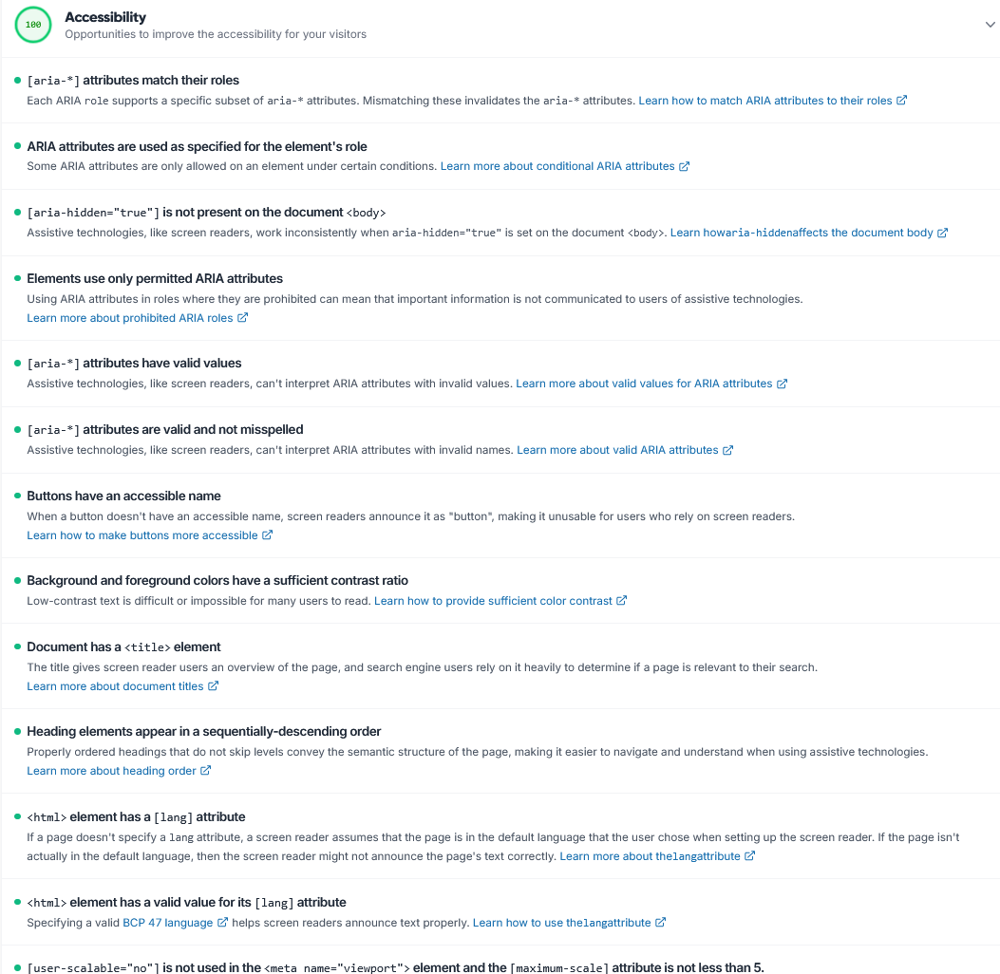 100
Accessibility
Opportunities to improve the accessibility for your visitors
[aria-*] attributes match their roles
Each ARIA role supports a specific subset of aria-* attributes. Mismatching these invalidates the aria-* attributes. Learn how to match ARIA attributes to their roles
ARIA attributes are used as specified for the element's role
Some ARIA attributes are only allowed on an element under certain conditions. Learn more about conditional ARIA attributes
[aria-hidden="true"] is not present on the document <body>
Assistive technologies, like screen readers, work inconsistently when aria-hidden="true" is set on the document <body>. Learn howaria-hiddenaffects the document body
Elements use only permitted ARIA attributes
Using ARIA attributes in roles where they are prohibited can mean that important information is not communicated to users of assistive technologies.
Learn more about prohibited ARIA roles
[aria-*] attributes have valid values
Assistive technologies, like screen readers, can't interpret ARIA attributes with invalid values. Learn more about valid values for ARIA attributes
[aria-*] attributes are valid and not misspelled
Assistive technologies, like screen readers, can't interpret ARIA attributes with invalid names. Learn more about valid ARIA attributes
Buttons have an accessible name
When a button doesn't have an accessible name, screen readers announce it as "button", making it unusable for users who rely on screen readers.
Learn how to make buttons more accessible
Background and foreground colors have a sufficient contrast ratio
Low-contrast text is difficult or impossible for many users to read. Learn how to provide sufficient color contrast
Document has a <title> element
The title gives screen reader users an overview of the page, and search engine users rely on it heavily to determine if a page is relevant to their search.
Learn more about document titles
Heading elements appear in a sequentially-descending order
Properly ordered headings that do not skip levels convey the semantic structure of the page, making it easier to navigate and understand when using assistive technologies.
Learn more about heading order
<html> element has a [lang] attribute
If a page doesn't specify a lang attribute, a screen reader assumes that the page is in the default language that the user chose when setting up the screen reader. If the page isn't
actually in the default language, then the screen reader might not announce the page's text correctly. Learn more about thelangattribute
<html> element has a valid value for its [lang] attribute
Specifying a valid BCP 47 language helps screen readers announce text properly. Learn how to use thelangattribute
[user-scalable="no"] is not used in the <meta name="viewport"> element and the [maximum-scale] attribute is not less than 5.